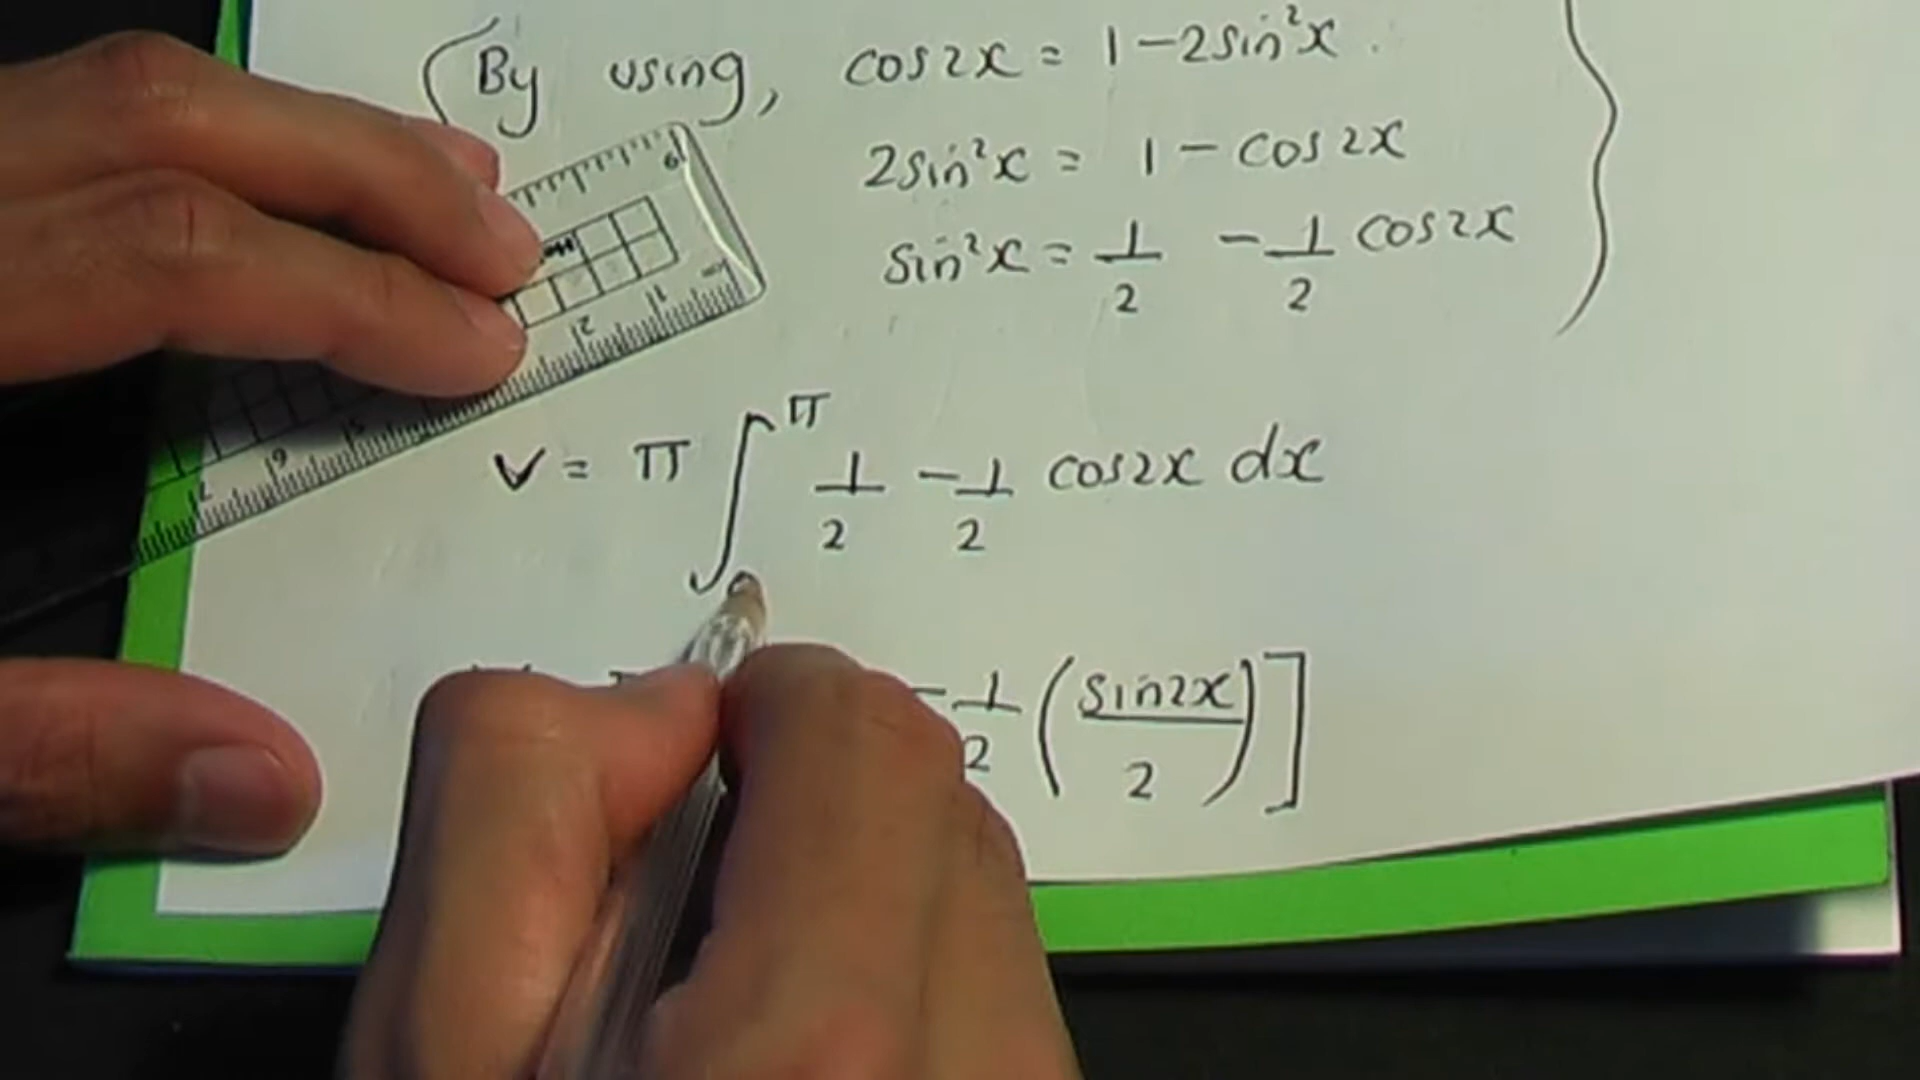 By using, cos2x = 1 - 2sin²x.
2sin²x = 1 - cos2x
sin²x = 1/2 - 1/2 cos2x
V = π ∫₀^π 1/2 - 1/2 cos2x dx
- 1/2 (sin2x/2)]